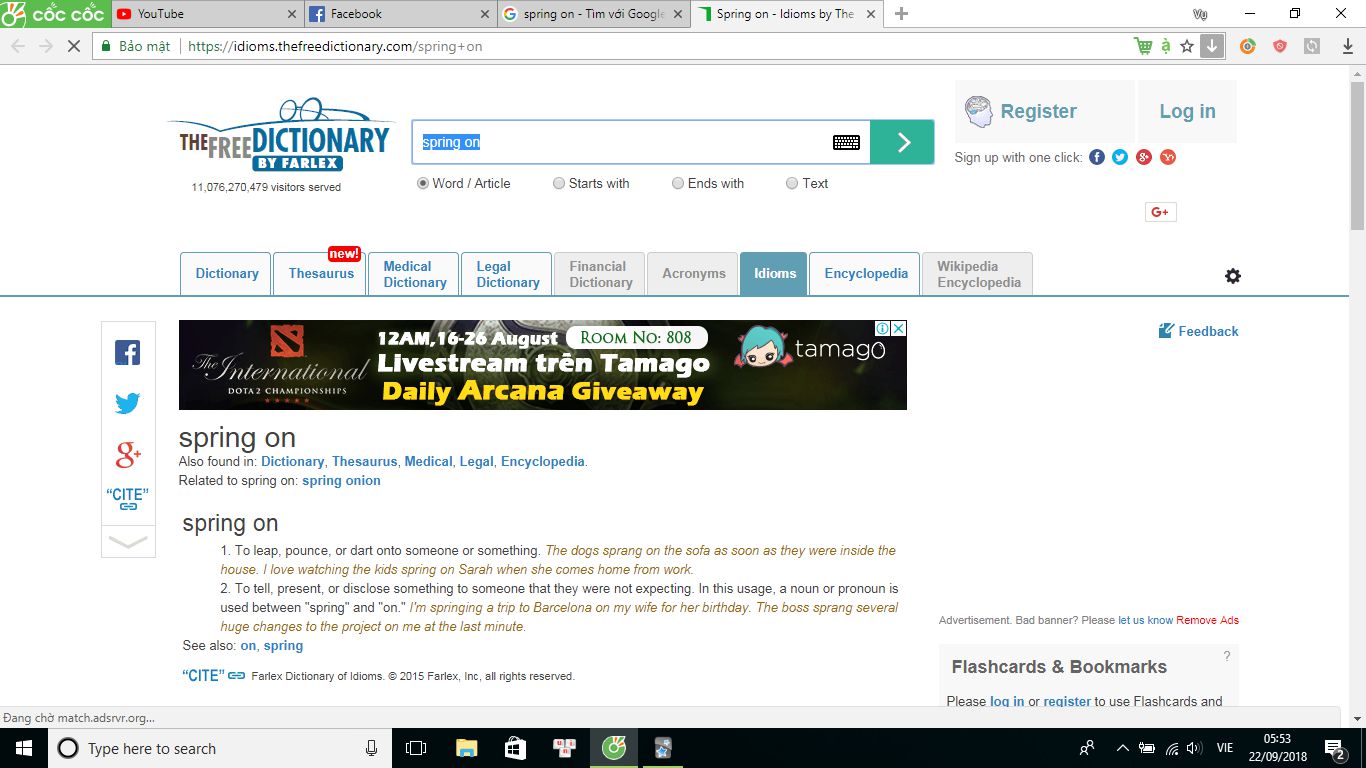 cốc cốc
YouTube
Facebook
spring on - Tìm với Google
Spring on - Idioms by The
Vụ
Bảo mật
https://idioms.thefreedictionary.com/spring+on
à
THEFREEDICTIONARY
BY FARLEX
11,076,270,479 visitors served
spring on
Word / Article
Starts with
Ends with
Text
Register
Log in
Sign up with one click:
G+
new!
Dictionary
Thesaurus
Medical
Dictionary
Legal
Dictionary
Financial
Dictionary
Acronyms
Idioms
Encyclopedia
Wikipedia
Encyclopedia
The International
DOTA 2 CHAMPIONSHIPS
12AM,16-26 August ROOM NO: 808
Livestream trên Tamago
Daily Arcana Giveaway
tamago
Feedback
g+
“CITE”
spring on
Also found in: Dictionary, Thesaurus, Medical, Legal, Encyclopedia.
Related to spring on: spring onion
spring on
1. To leap, pounce, or dart onto someone or something. The dogs sprang on the sofa as soon as they were inside the
house. I love watching the kids spring on Sarah when she comes home from work.
2. To tell, present, or disclose something to someone that they were not expecting. In this usage, a noun or pronoun is
used between "spring" and "on." I'm springing a trip to Barcelona on my wife for her birthday. The boss sprang several
huge changes to the project on me at the last minute.
See also: on, spring
“CITE” Farlex Dictionary of Idioms. © 2015 Farlex, Inc, all rights reserved.
Advertisement. Bad banner? Please let us know Remove Ads
Flashcards & Bookmarks
?
Please log in or register to use Flashcards and
Đang chờ match.adsrvr.org...
Type here to search
VIE
05:53
22/09/2018
2